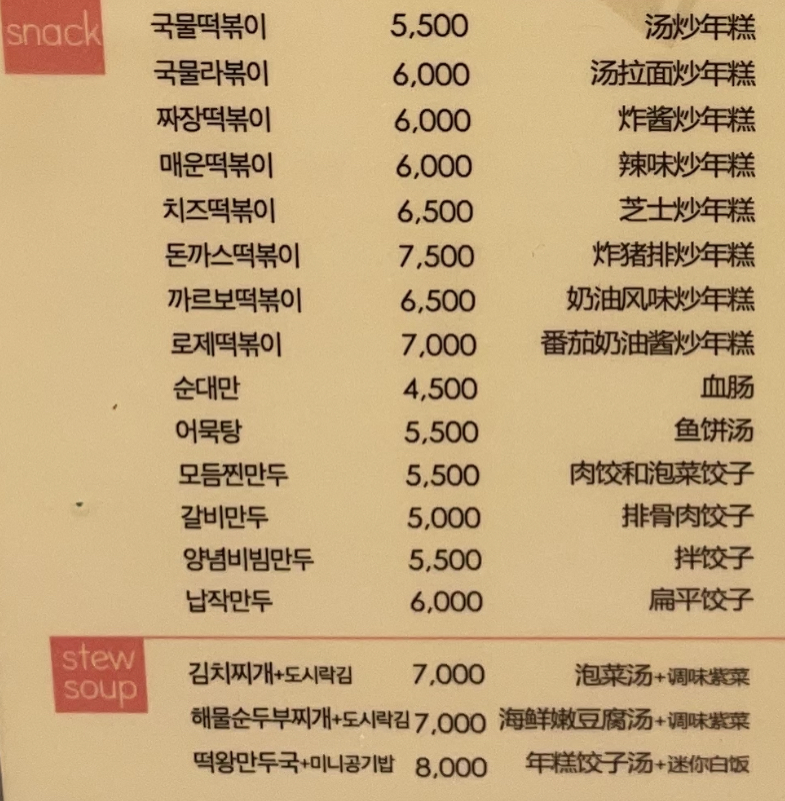 snack
국물떡볶이 5,500 汤炒年糕
국물라볶이 6,000 汤拉面炒年糕
짜장떡볶이 6,000 炸酱炒年糕
매운떡볶이 6,000 辣味炒年糕
치즈떡볶이 6,500 芝士炒年糕
돈까스떡볶이 7,500 炸猪排炒年糕
까르보떡볶이 6,500 奶油风味炒年糕
로제떡볶이 7,000 番茄奶油酱炒年糕
순대만 4,500 血肠
어묵탕 5,500 鱼饼汤
모듬찐만두 5,500 肉饺和泡菜饺子
갈비만두 5,000 排骨肉饺子
양념비빔만두 5,500 拌饺子
납작만두 6,000 扁平饺子
stew
soup
김치찌개+도시락김 7,000 泡菜汤+调味紫菜
해물순두부찌개+도시락김 7,000 海鲜嫩豆腐汤+调味紫菜
떡왕만두국+미니공기밥 8,000 年糕饺子汤+迷你白饭